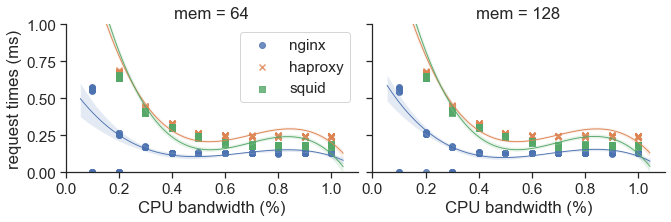 mem = 64
mem = 128
request times (ms)
1.00
0.75
0.50
0.25
0.00
nginx
haproxy
squid
0.0 0.2 0.4 0.6 0.8 1.0
0.0 0.2 0.4 0.6 0.8 1.0
CPU bandwidth (%)
CPU bandwidth (%)